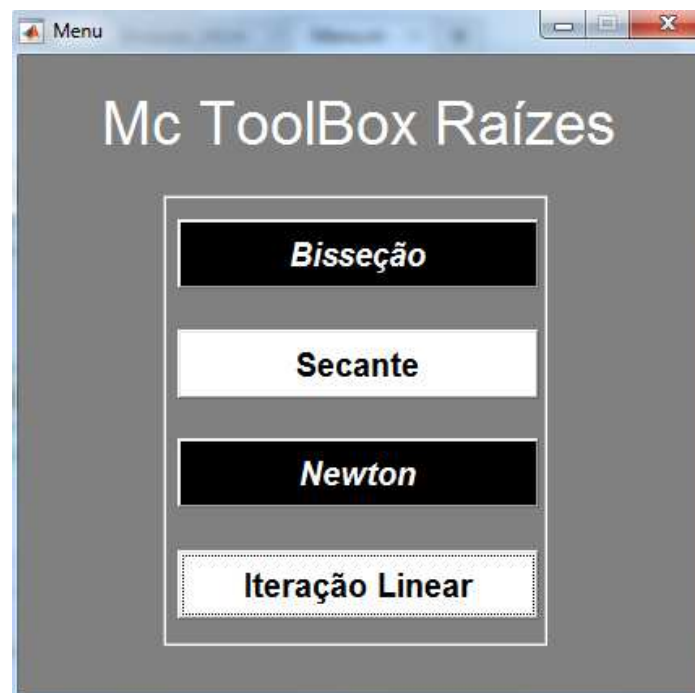 Menu
Mc ToolBox Raízes
Bisseção
Secante
Newton
Iteração Linear